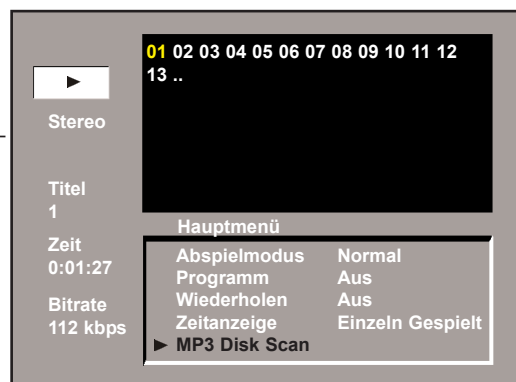 01 02 03 04 05 06 07 08 09 10 11 12
13 ..
Stereo
Titel
1
Zeit
0:01:27
Bitrate
112 kbps
Hauptmenü
Abspielmodus Normal
Programm Aus
Wiederholen Aus
Zeitanzeige Einzeln Gespielt
MP3 Disk Scan